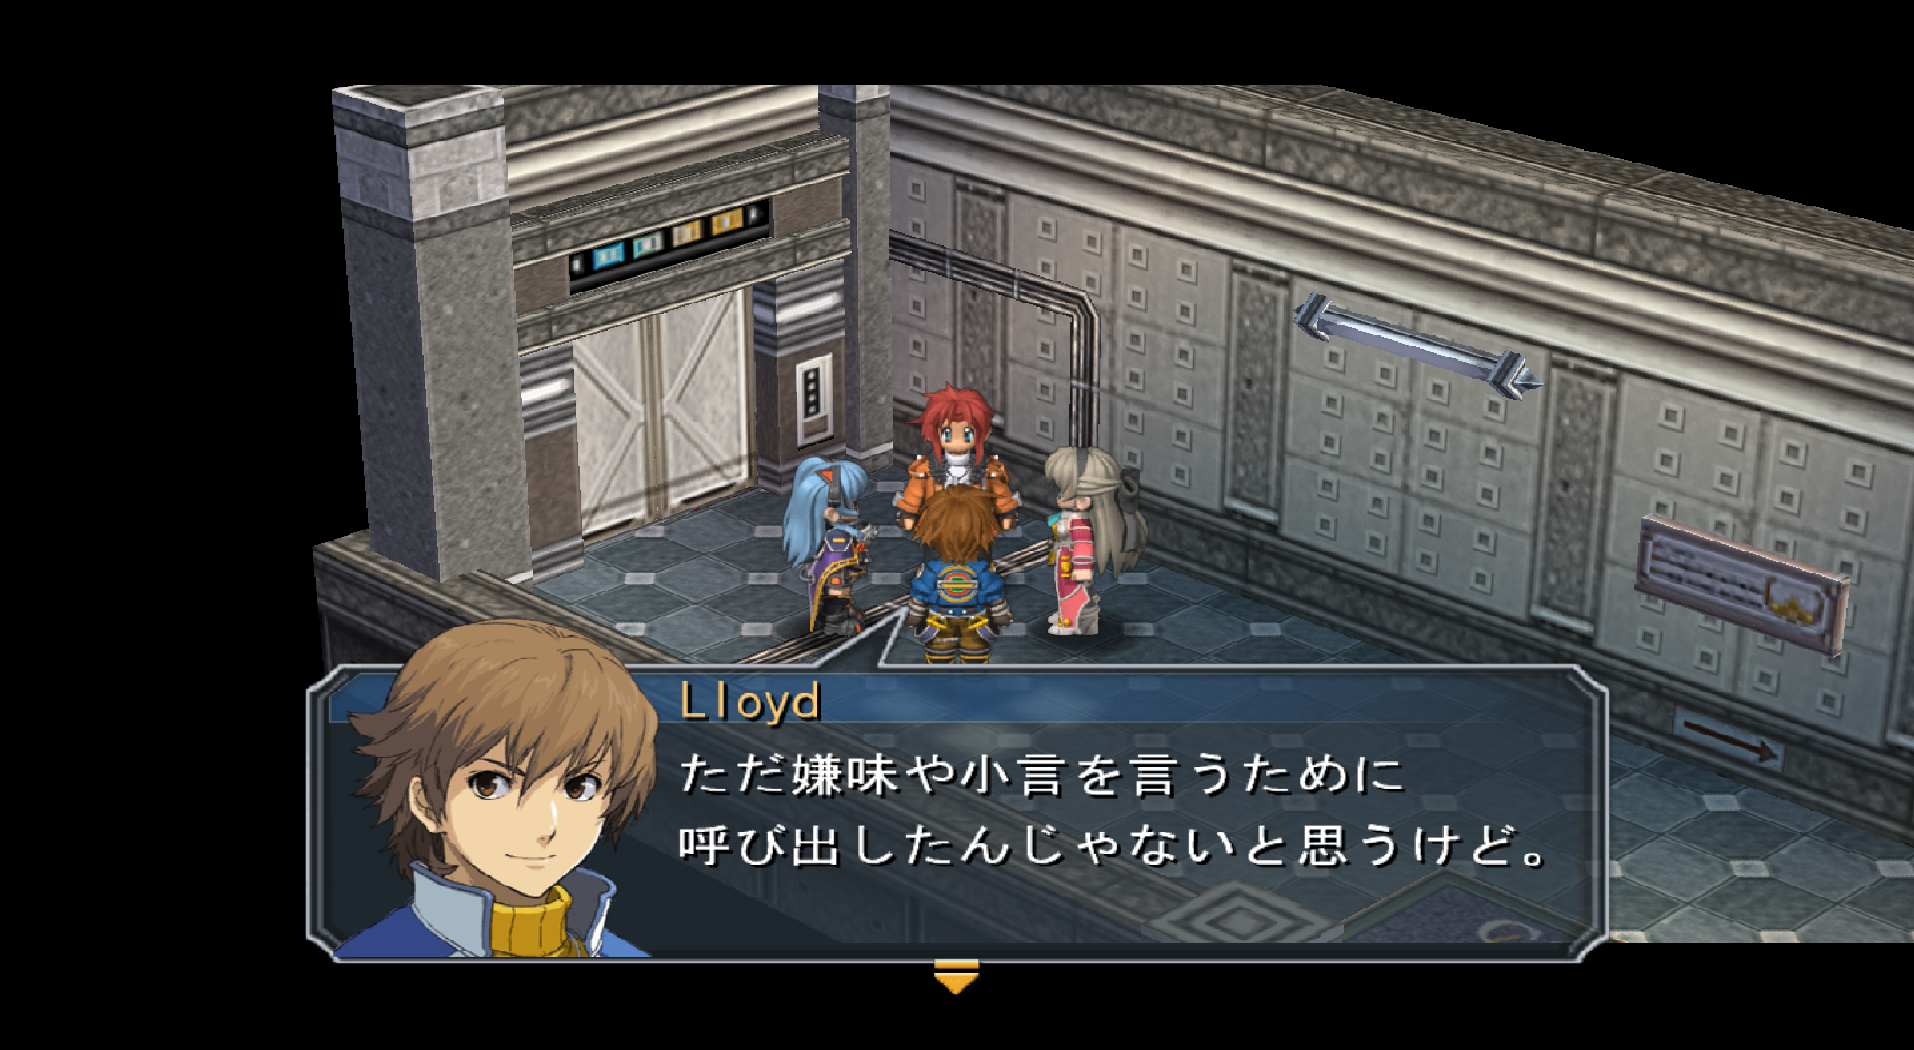 Lloyd
ただ嫌味や小言を言うために
呼び出したんじゃないと思うけど。